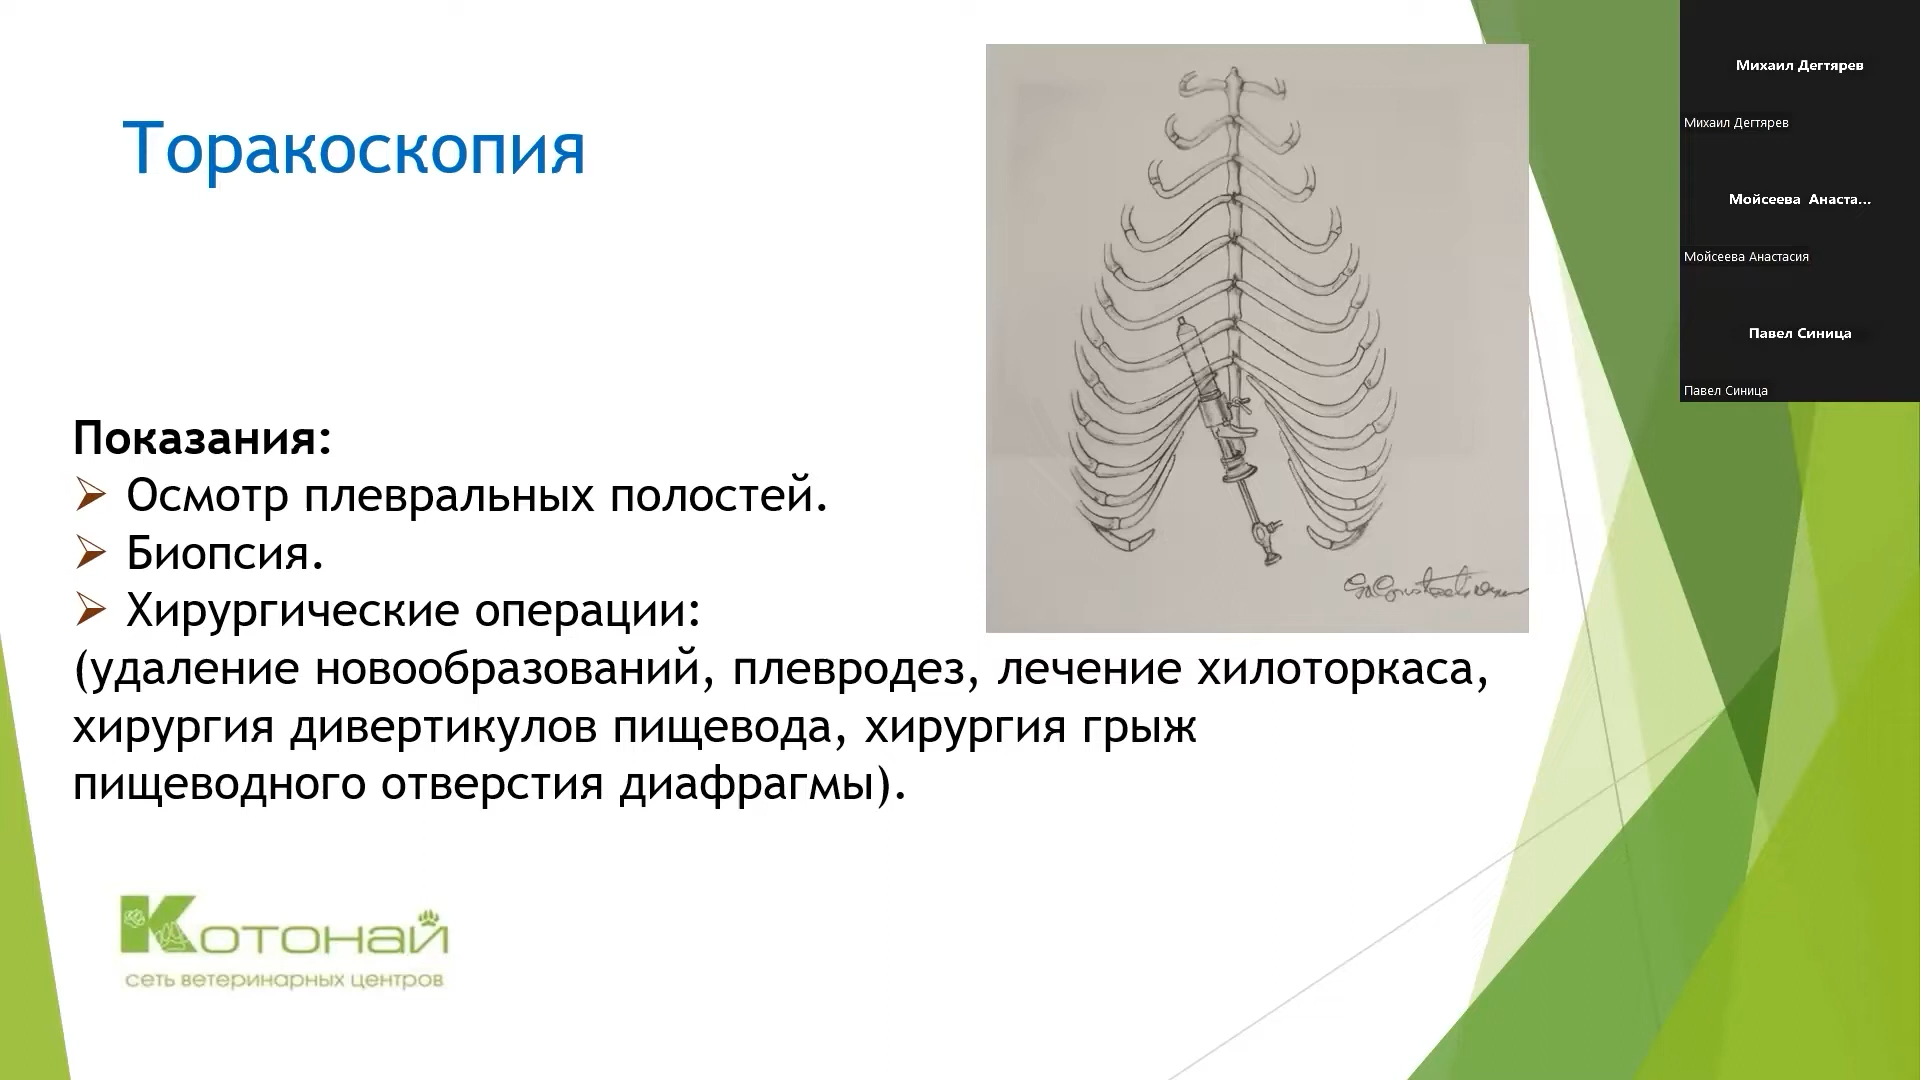 Торакоскопия
Показания:
Осмотр плевральных полостей.
Биопсия.
Хирургические операции:
(удаление новообразований, плевродез, лечение хилоторкаса,
хирургия дивертикулов пищевода, хирургия грыж
пищеводного отверстия диафрагмы).
Котонай
сеть ветеринарных центров
Михаил Дегтярев
Михаил Дегтярев
Мойсеева Анаста...
Мойсеева Анастасия
Павел Синица
Павел Синица